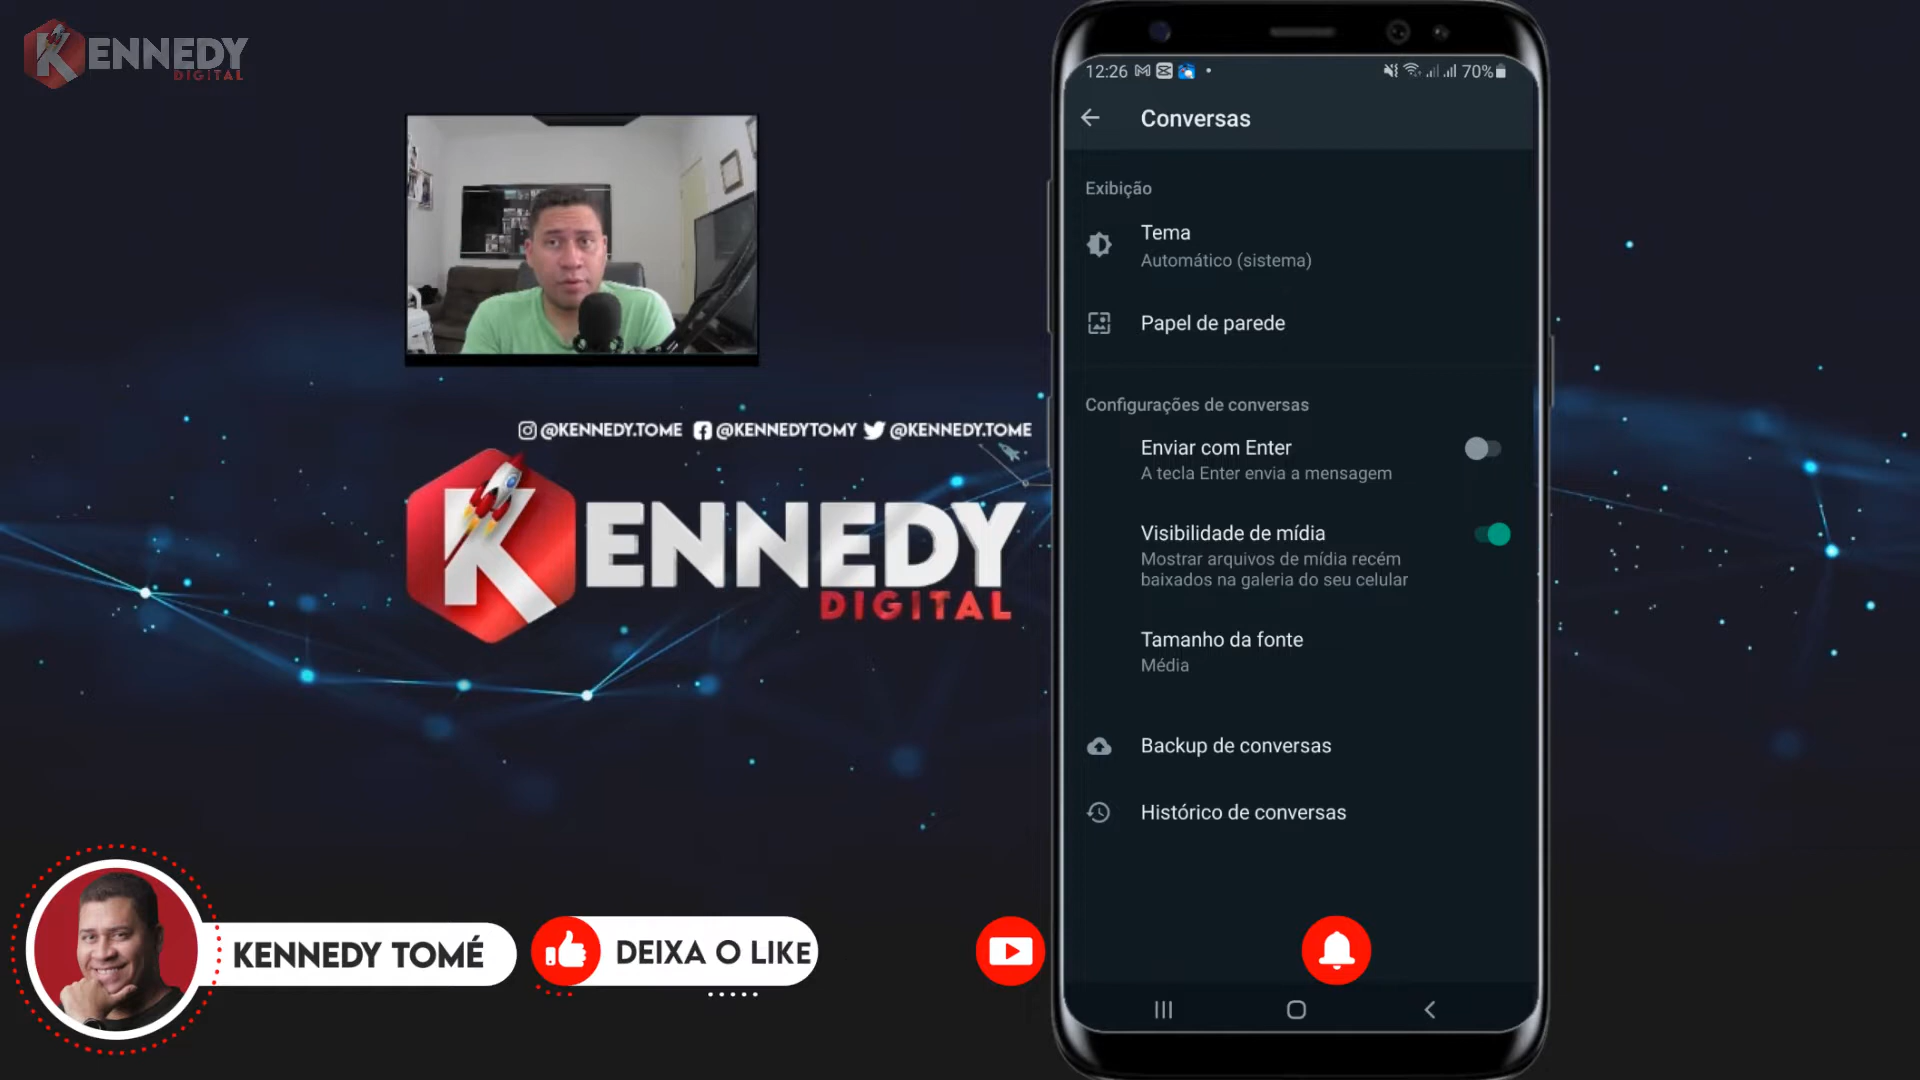 KENNEDY
DIGITAL
@KENNEDY.TOME @KENNEDYTOMY @KENNEDY.TOME
KENNEDY
DIGITAL
KENNEDY TOMÉ
DEIXA O LIKE
12:26 70%
Conversas
Exibição
Tema
Automático (sistema)
Papel de parede
Configurações de conversas
Enviar com Enter
A tecla Enter envia a mensagem
Visibilidade de mídia
Mostrar arquivos de mídia recém
baixados na galeria do seu celular
Tamanho da fonte
Média
Backup de conversas
Histórico de conversas